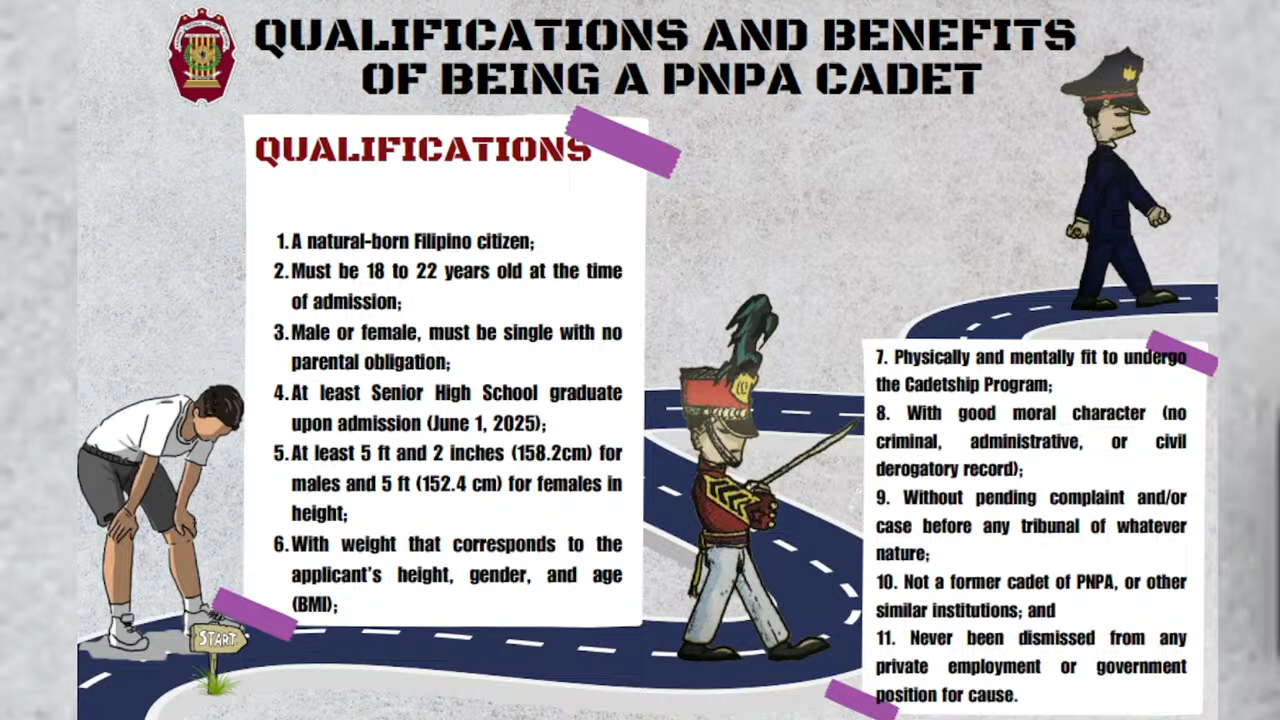 QUALIFICATIONS AND BENEFITS
OF BEING A PNPA CADET
QUALIFICATIONS
1. A natural-born Filipino citizen;
2. Must be 18 to 22 years old at the time
of admission;
3. Male or female, must be single with no
parental obligation;
4. At least Senior High School graduate
upon admission (June 1, 2025);
5. At least 5 ft and 2 inches (158.2cm) for
males and 5 ft (152.4 cm) for females in
height;
6. With weight that corresponds to the
applicant's height, gender, and age
(BMI);
START
7. Physically and mentally fit to undergo
the Cadetship Program;
8. With good moral character (no
criminal, administrative, or civil
derogatory record);
9. Without pending complaint and/or
case before any tribunal of whatever
nature;
10. Not a former cadet of PNPA, or other
similar institutions; and
11. Never been dismissed from any
private employment or government
position for cause.